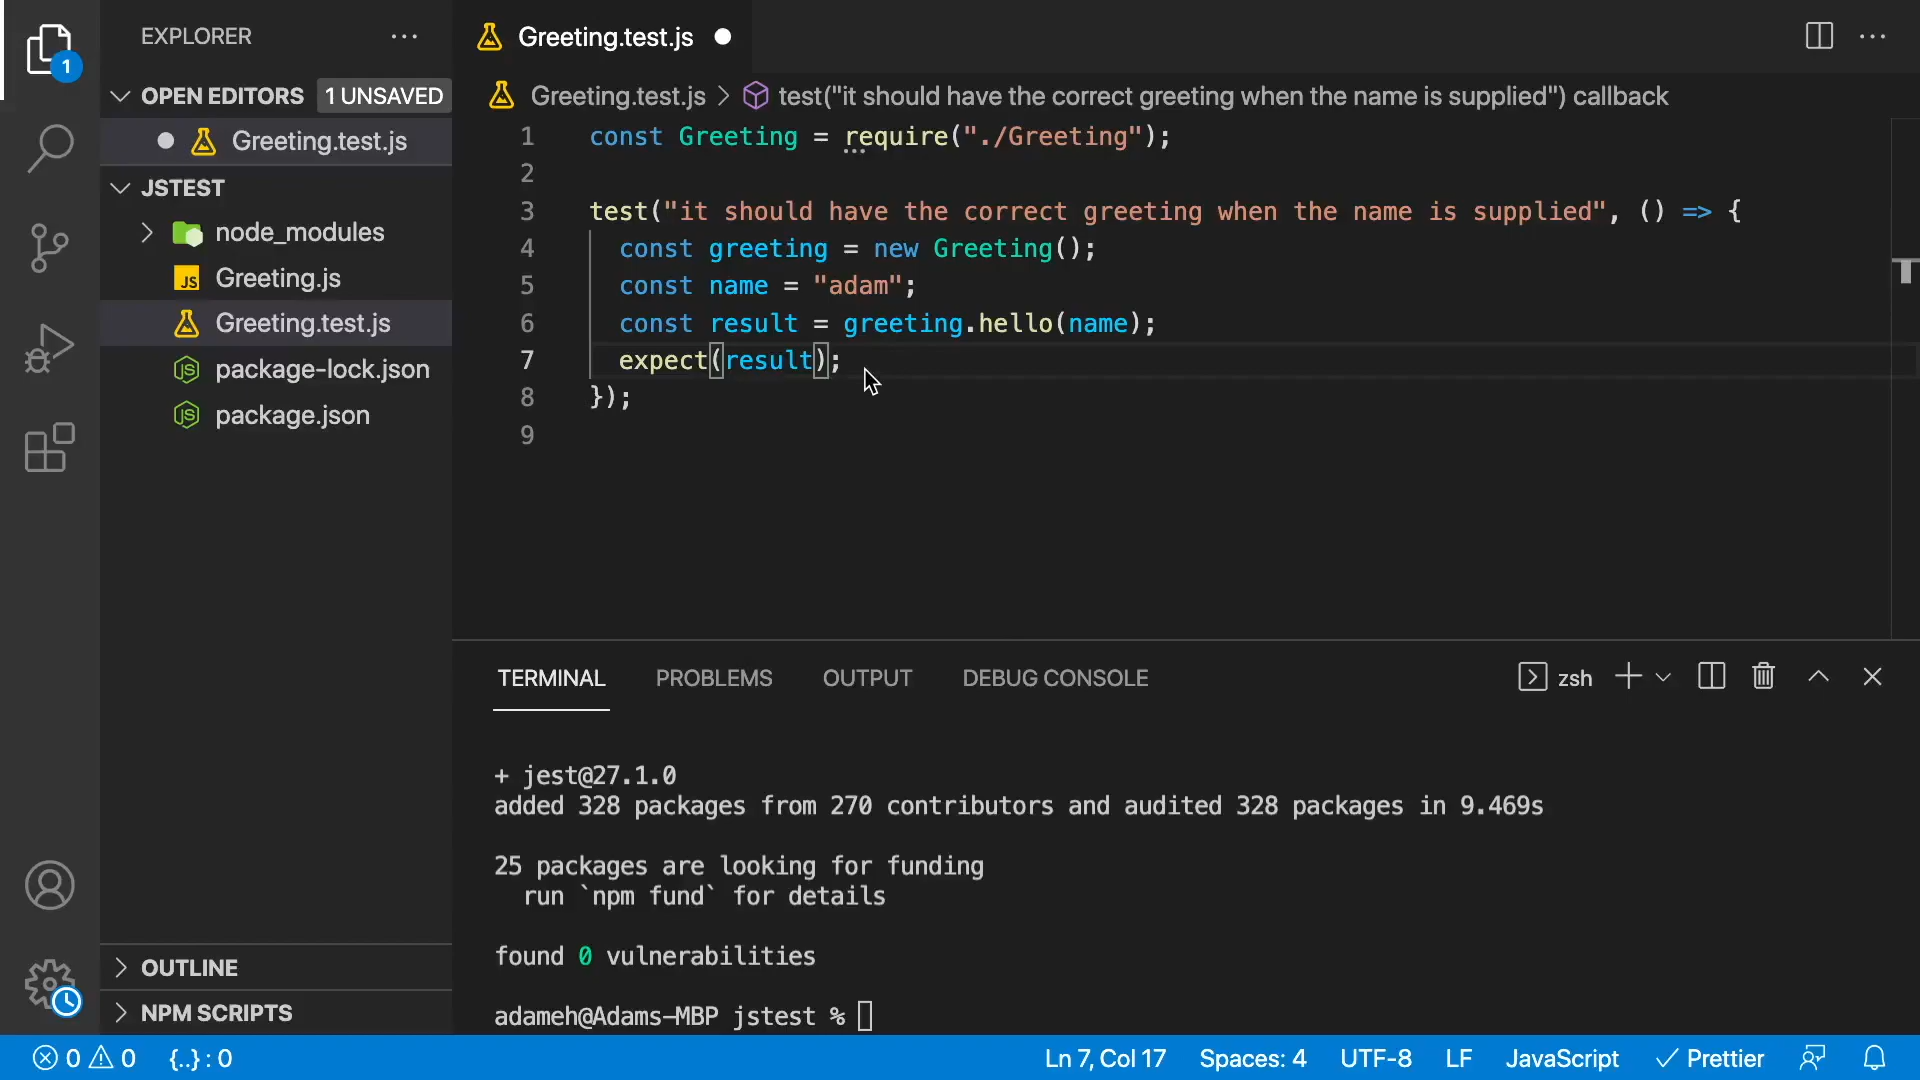 EXPLORER
1
OPEN EDITORS
1 UNSAVED
Greeting.test.js
JSTEST
node_modules
JS Greeting.js
Greeting.test.js
JS package-lock.json
JS package.json
OUTLINE
NPM SCRIPTS
Greeting.test.js
Greeting.test.js > test("it should have the correct greeting when the name is supplied") callback
1 const Greeting = require("./Greeting");
2
3 test("it should have the correct greeting when the name is supplied", () => {
4 const greeting = new Greeting();
5 const name = "adam";
6 const result = greeting.hello(name);
7 expect(result);
8 });
9
TERMINAL PROBLEMS OUTPUT DEBUG CONSOLE zsh
+ jest@27.1.0
added 328 packages from 270 contributors and audited 328 packages in 9.469s
25 packages are looking for funding
run `npm fund` for details
found 0 vulnerabilities
adameh@Adams-MBP jstest %
0 0 {..} : 0 Ln 7, Col 17 Spaces: 4 UTF-8 LF JavaScript Prettier